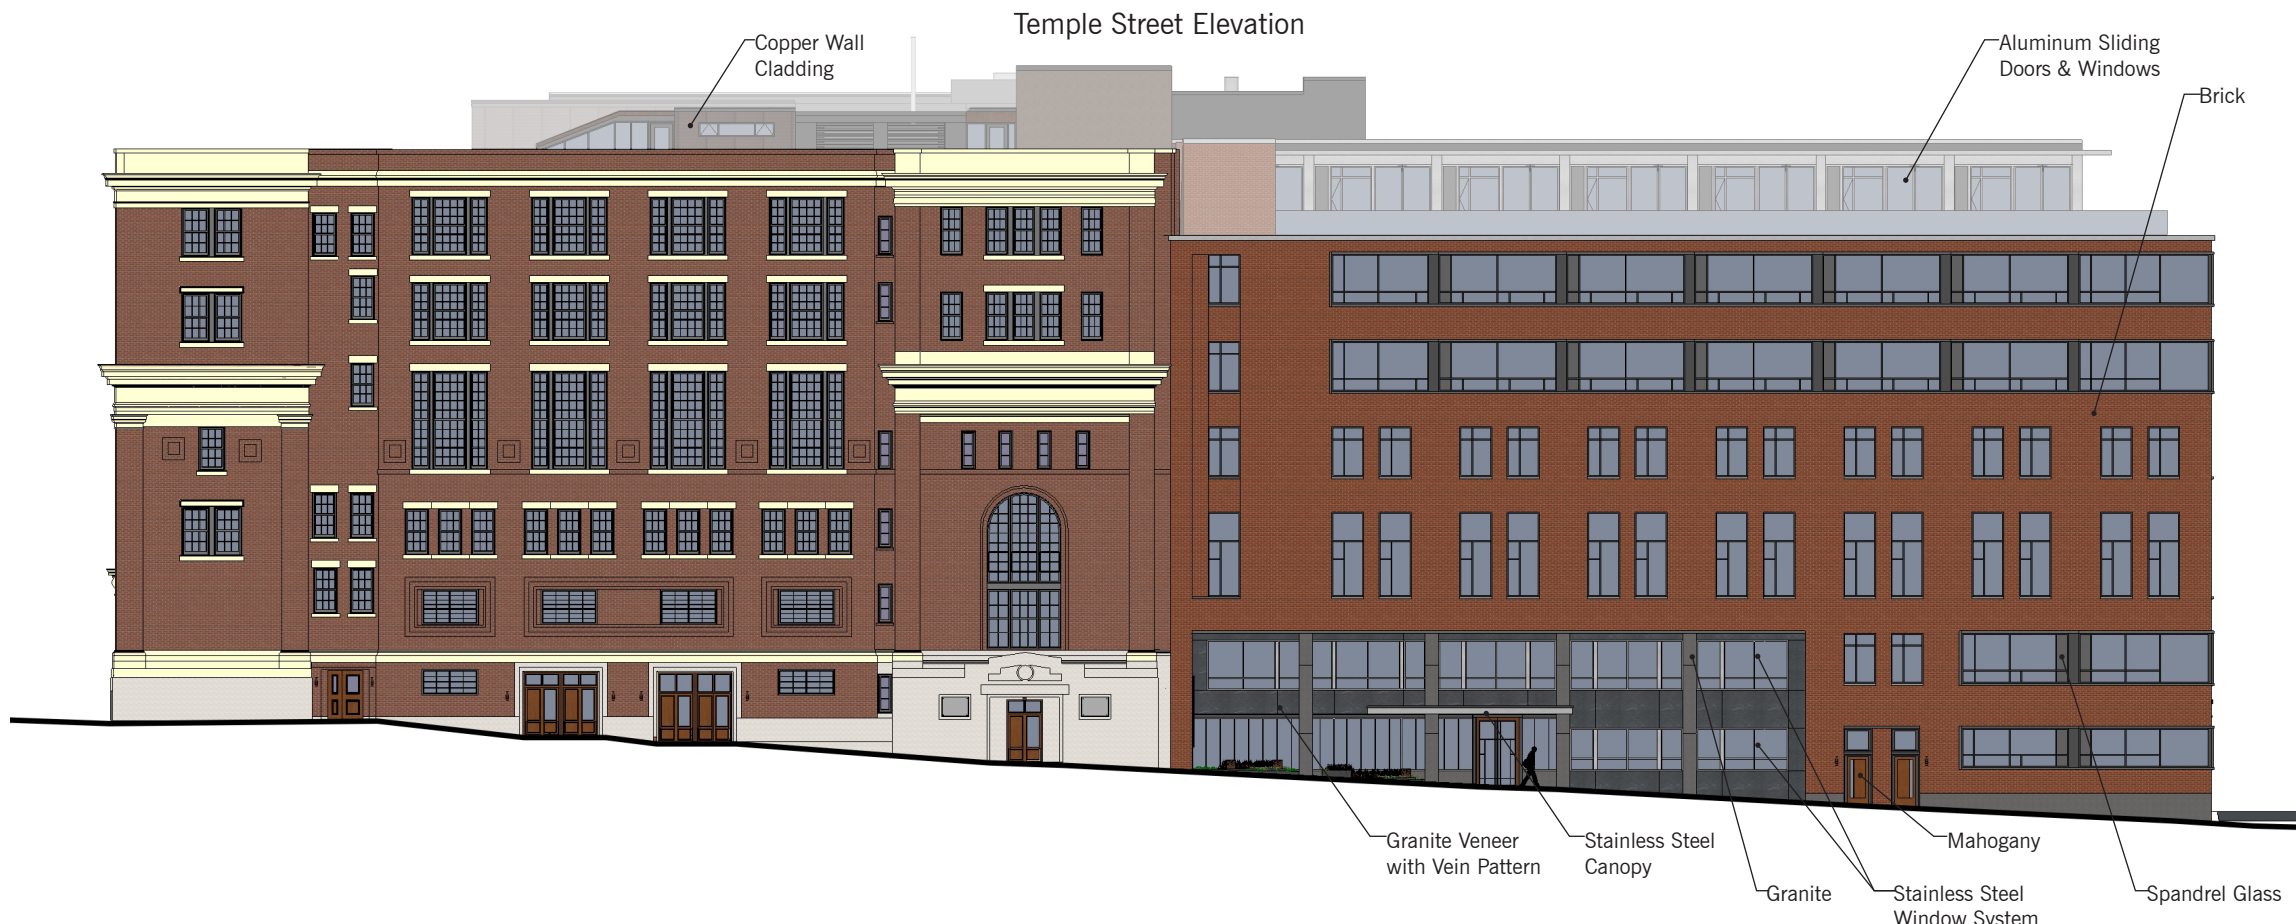 Temple Street Elevation
Copper Wall
Cladding
Aluminum Sliding
Doors & Windows
Brick
Granite Veneer
with Vein Pattern
Stainless Steel
Canopy
Mahogany
Granite
Stainless Steel
Window System
Spandrel Glass